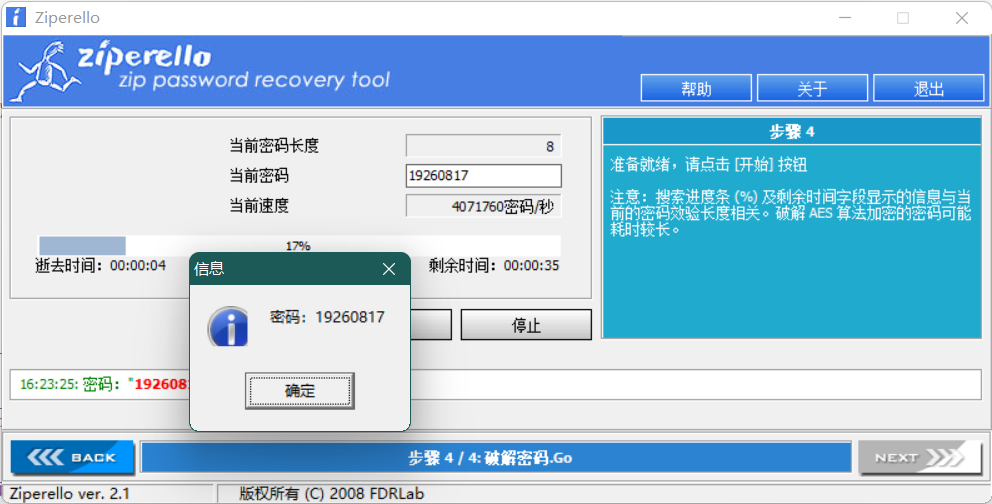 Ziperello
ziperello
zip password recovery tool
帮助
关于
退出
当前密码长度 8
当前密码 19260817
当前速度 4071760密码/秒
17%
逝去时间：00:00:04
剩余时间：00:00:35
步骤 4
准备就绪，请点击 [开始] 按钮
注意：搜索进度条 (%) 及剩余时间字段显示的信息与当
前的密码效验长度相关。破解 AES 算法加密的密码可能
耗时较长。
信息
密码：19260817
确定
停止
16:23:25: 密码："192608
BACK
步骤 4 / 4: 破解密码.Go
NEXT
Ziperello ver. 2.1
版权所有 (C) 2008 FDRLab